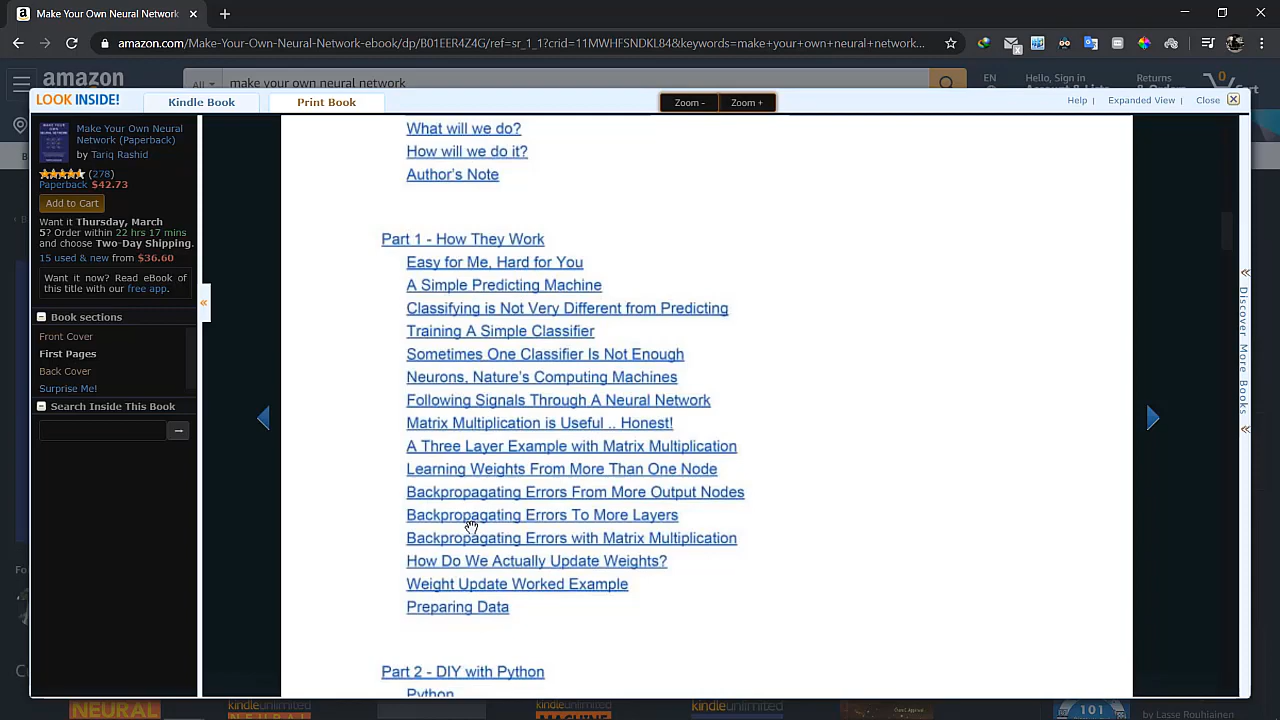 Make Your Own Neural Network (F
amazon.com/Make-Your-Own-Neural-Network-ebook/dp/B01EER4Z4G/ref=sr_1_1?crid=11MWHFSNDKL84&keywords=make+your+own+neural+network...
amazon
All
make your own neural network
EN
Hello, Sign in
Returns
0
Cart
LOOK INSIDE!
Kindle Book
Print Book
Zoom -
Zoom +
Help |
Expanded View |
Close
Make Your Own Neural
Network (Paperback)
by Tariq Rashid
(278)
Paperback $42.73
Add to Cart
Want it Thursday, March
5? Order within 22 hrs 17 mins
and choose Two-Day Shipping.
15 used & new from $36.60
Want it now? Read eBook of
this title with our free app.
Book sections
Front Cover
First Pages
Back Cover
Surprise Me!
Search Inside This Book
What will we do?
How will we do it?
Author's Note
Part 1 - How They Work
Easy for Me, Hard for You
A Simple Predicting Machine
Classifying is Not Very Different from Predicting
Training A Simple Classifier
Sometimes One Classifier Is Not Enough
Neurons, Nature's Computing Machines
Following Signals Through A Neural Network
Matrix Multiplication is Useful .. Honest!
A Three Layer Example with Matrix Multiplication
Learning Weights From More Than One Node
Backpropagating Errors From More Output Nodes
Backpropagating Errors To More Layers
Backpropagating Errors with Matrix Multiplication
How Do We Actually Update Weights?
Weight Update Worked Example
Preparing Data
Part 2 - DIY with Python
Python
Discover More Books
NEURAL
kindleunlimited
kindleunlimited
101
by Lasse Rouhiainen